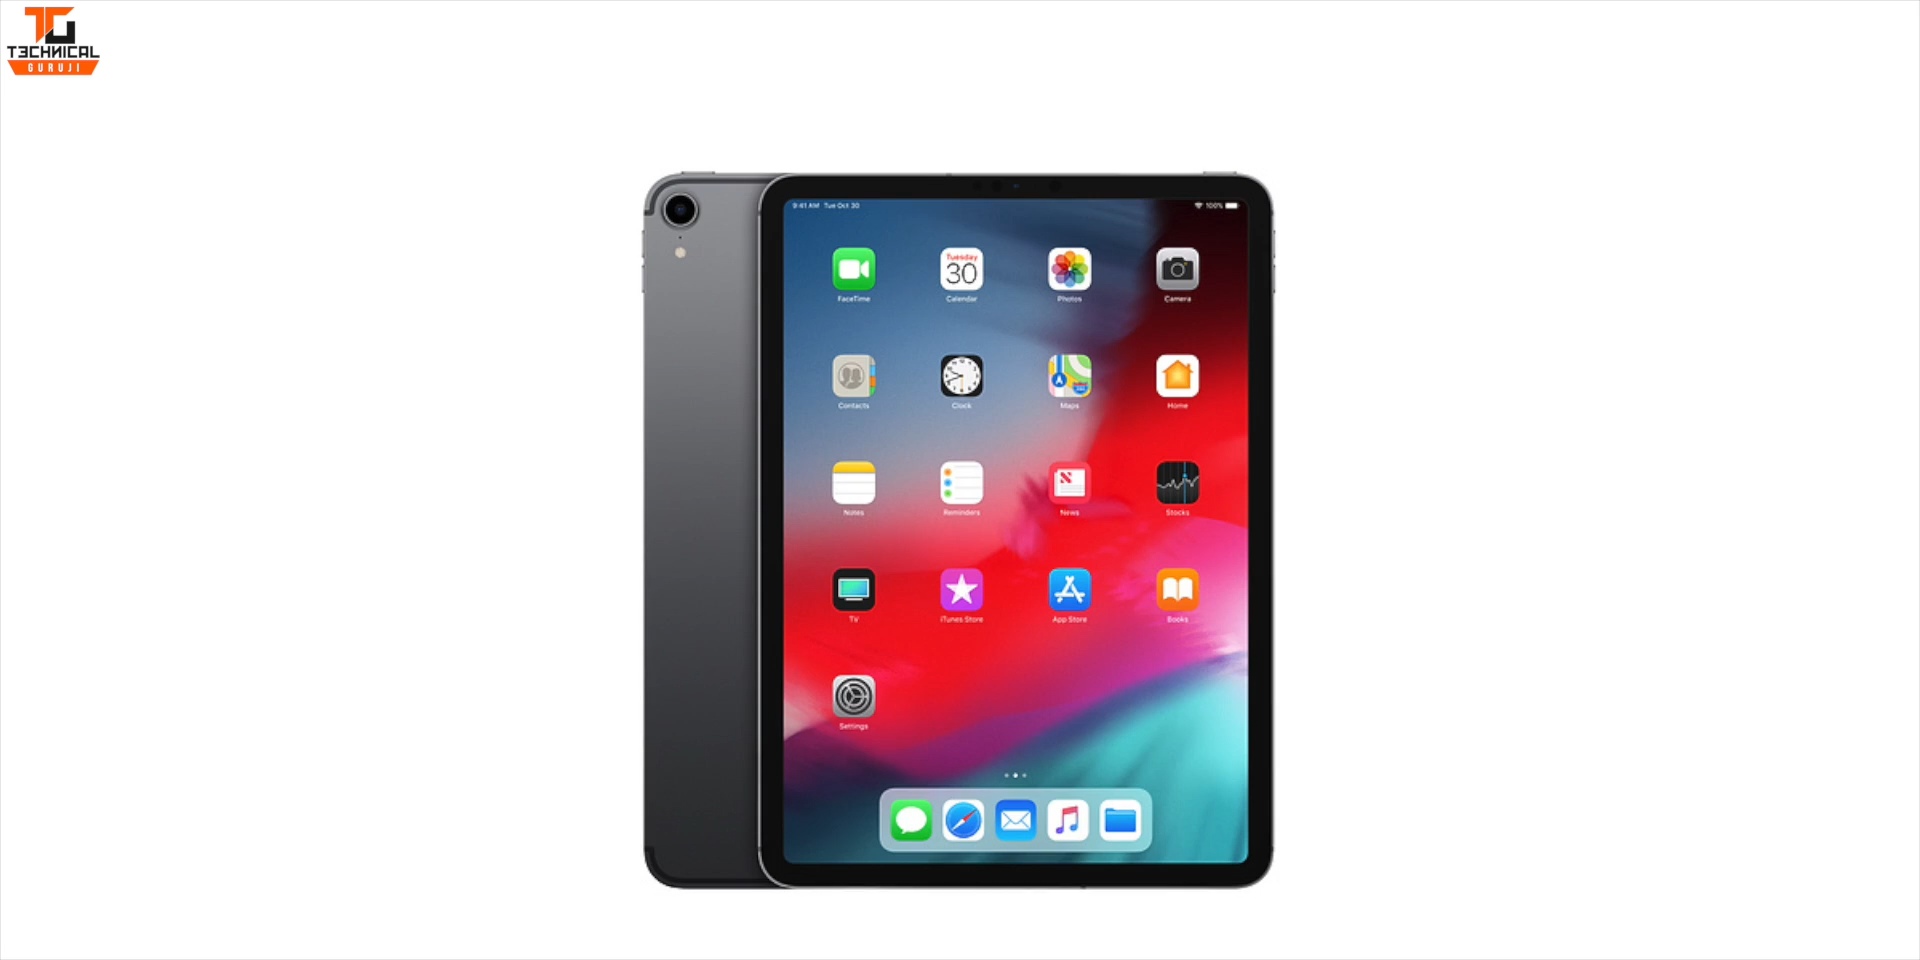 TECHNICAL
GURUJI
9:41 AM Tue Oct 30
100%
FaceTime
Tuesday
30
Calendar
Photos
Camera
Contacts
Clock
Maps
Home
Notes
Reminders
News
Stocks
TV
iTunes Store
App Store
Books
Settings